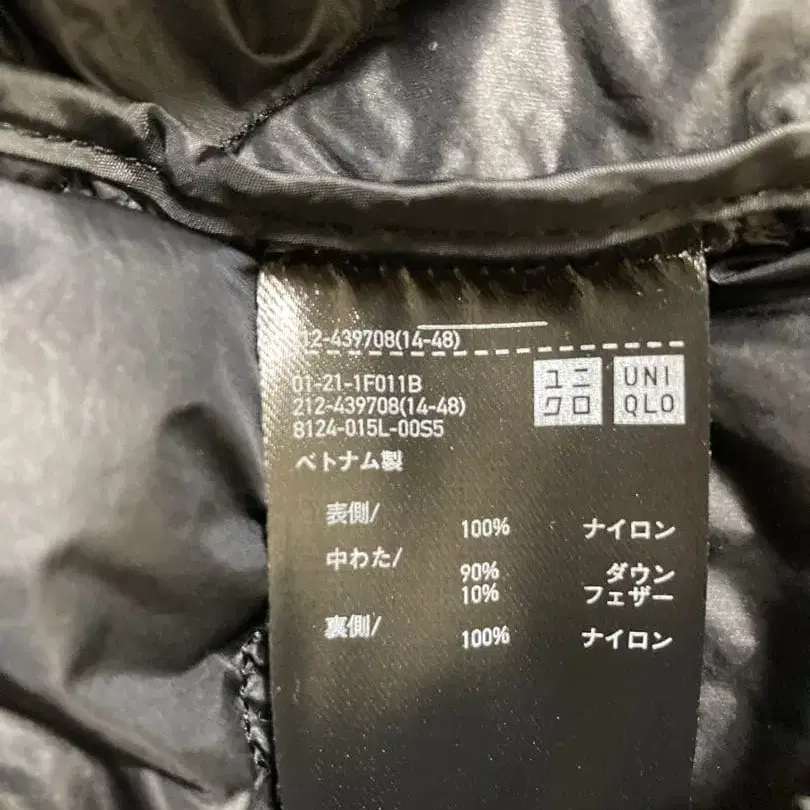 12-439708(14-48)
01-21-1F011B
212-439708(14-48)
8124-015L-00S5
ユニ
クロ
UNI
QLO
ベトナム製
表側/ 100% ナイロン
中わた/ 90% ダウン
10% フェザー
裏側/ 100% ナイロン